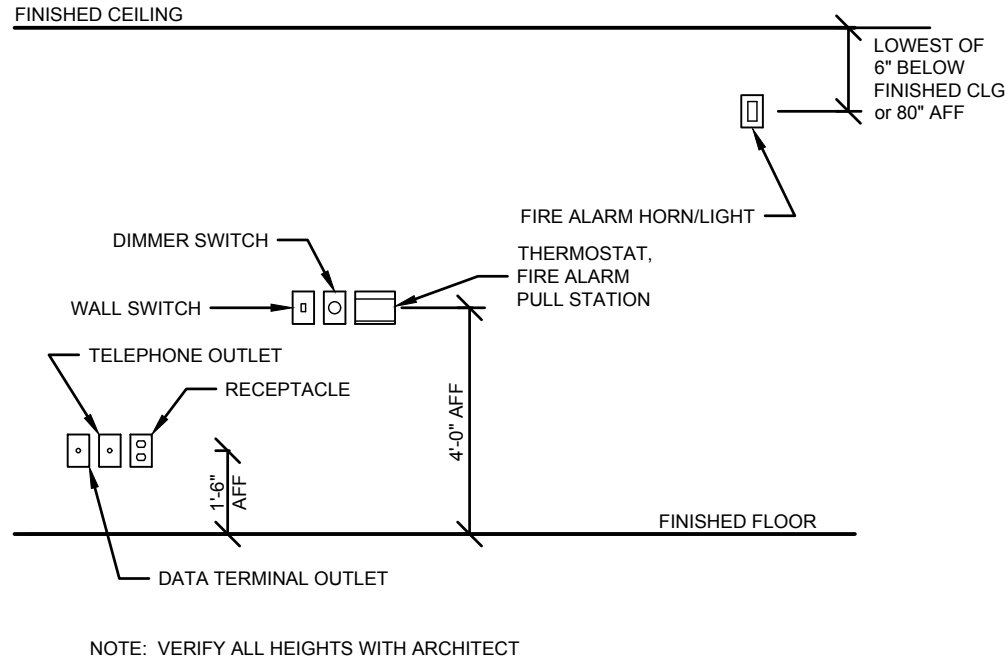 FINISHED CEILING
LOWEST OF
6" BELOW
FINISHED CLG
or 80" AFF
FIRE ALARM HORN/LIGHT
DIMMER SWITCH
THERMOSTAT,
FIRE ALARM
PULL STATION
WALL SWITCH
TELEPHONE OUTLET
RECEPTACLE
4'-0" AFF
1'-6"
AFF
FINISHED FLOOR
DATA TERMINAL OUTLET
NOTE: VERIFY ALL HEIGHTS WITH ARCHITECT